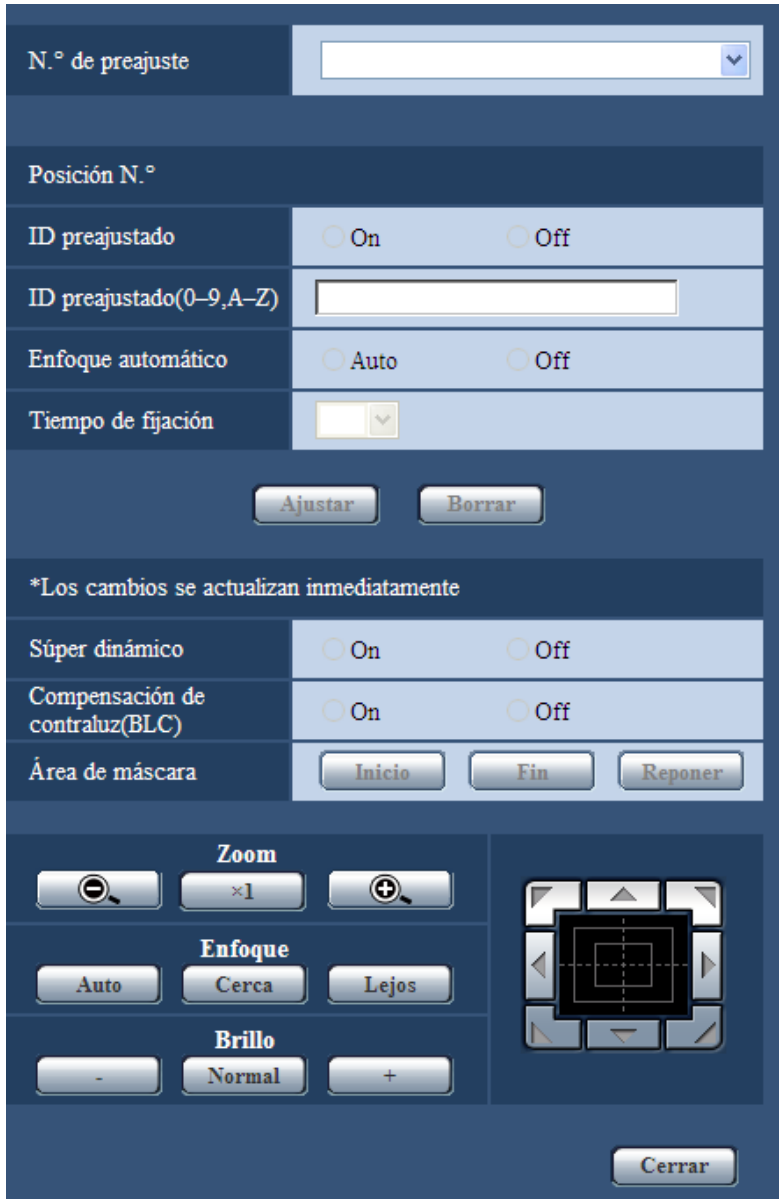 N.° de preajuste
Posición N.°
ID preajustado On Off
ID preajustado(0–9,A–Z)
Enfoque automático Auto Off
Tiempo de fijación
Ajustar Borrar
*Los cambios se actualizan inmediatamente
Súper dinámico On Off
Compensación de
contraluz(BLC) On Off
Área de máscara Inicio Fin Reponer
Zoom
×1
Enfoque
Auto Cerca Lejos
Brillo
- Normal +
Cerrar